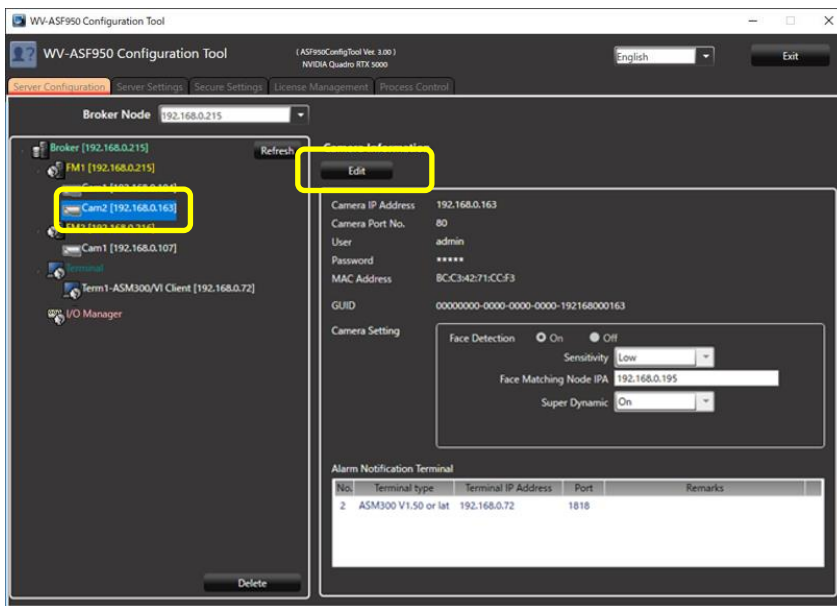 WV-ASF950 Configuration Tool
WV-ASF950 Configuration Tool
( ASF950ConfigTool Ver. 3.00 )
NVIDIA Quadro RTX 5000
English
Exit
Server Configuration Server Settings Secure Settings License Management Process Control
Broker Node 192.168.0.215
Broker [192.168.0.215]
Refresh
FM1 [192.168.0.215]
Cam2 [192.168.0.163]
Cam1 [192.168.0.107]
Terminal
Term1-ASM300/VI Client [192.168.0.72]
I/O Manager
Delete
Camera Information
Edit
Camera IP Address 192.168.0.163
Camera Port No. 80
User admin
Password *****
MAC Address BC:C3:42:71:CC:F3
GUID 00000000-0000-0000-0000-192168000163
Camera Setting
Face Detection On Off
Sensitivity Low
Face Matching Node IPA 192.168.0.195
Super Dynamic On
Alarm Notification Terminal
No. Terminal type Terminal IP Address Port Remarks
2 ASM300 V1.50 or lat 192.168.0.72 1818